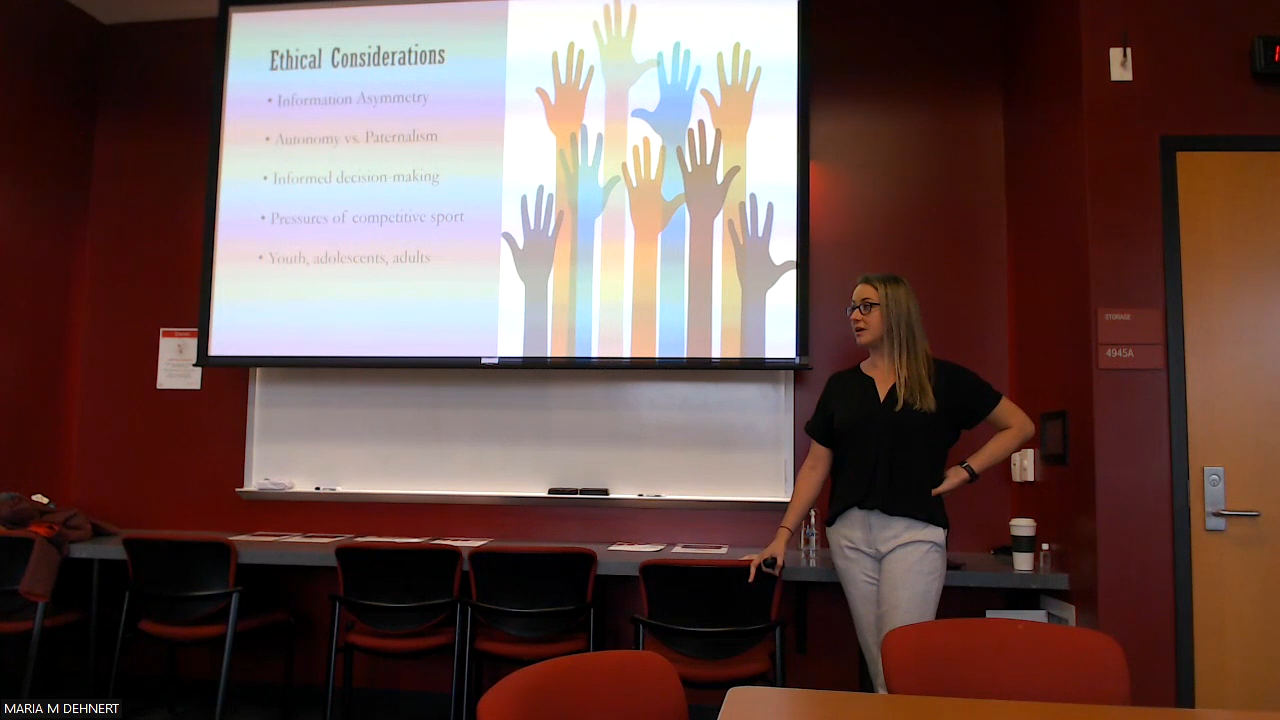 Ethical Considerations
• Information Asymmetry
• Autonomy vs. Paternalism
• Informed decision-making
• Pressures of competitive sport
• Youth, adolescents, adults
STORAGE
4945A
MARIA M DEHNERT